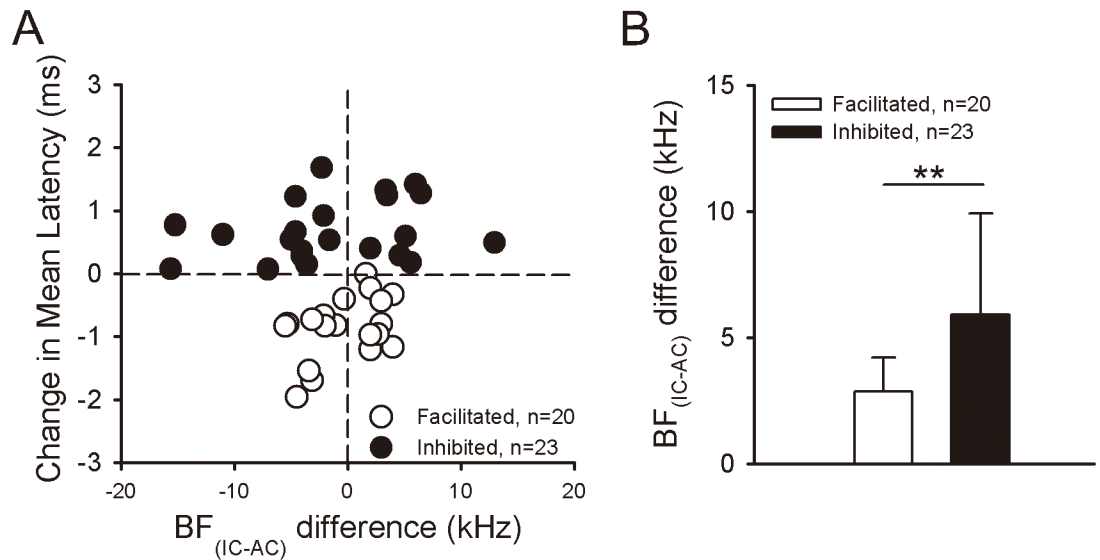 A
Change in Mean Latency (ms)
3
2
1
0
-1
-2
-3
-20
-10
0
10
20
BF(IC-AC) difference (kHz)
Facilitated, n=20
Inhibited, n=23
B
BF(IC-AC) difference (kHz)
15
10
5
0
Facilitated, n=20
Inhibited, n=23
**